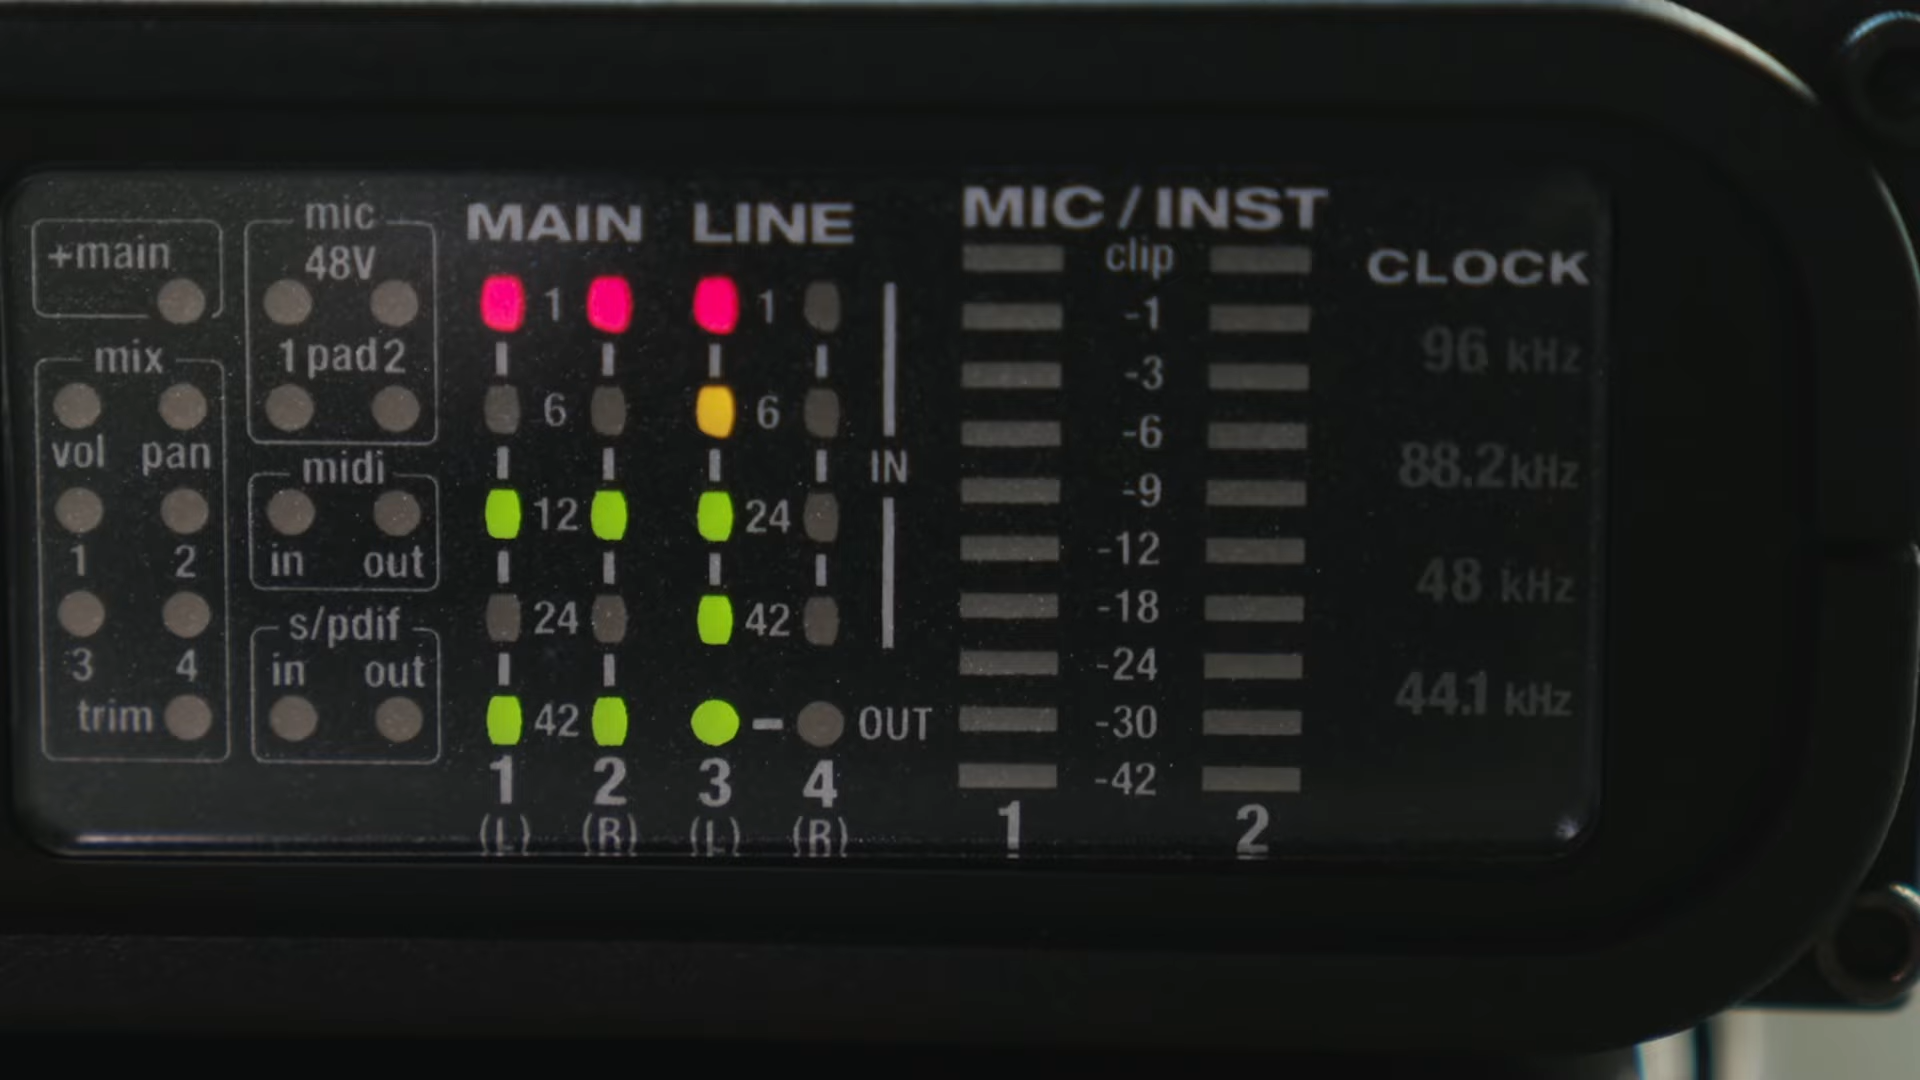 +main
mix
vol pan
1 2
3 4
trim
mic
48V
1 pad 2
midi
in out
s/pdif
in out
MAIN LINE
1 1
6 6
12 24
24 42
42
IN
OUT
1 2 3 4
(L) (R) (L) (R)
MIC / INST
clip
-1
-3
-6
-9
-12
-18
-24
-30
-42
1 2
CLOCK
96 kHz
88.2 kHz
48 kHz
44.1 kHz